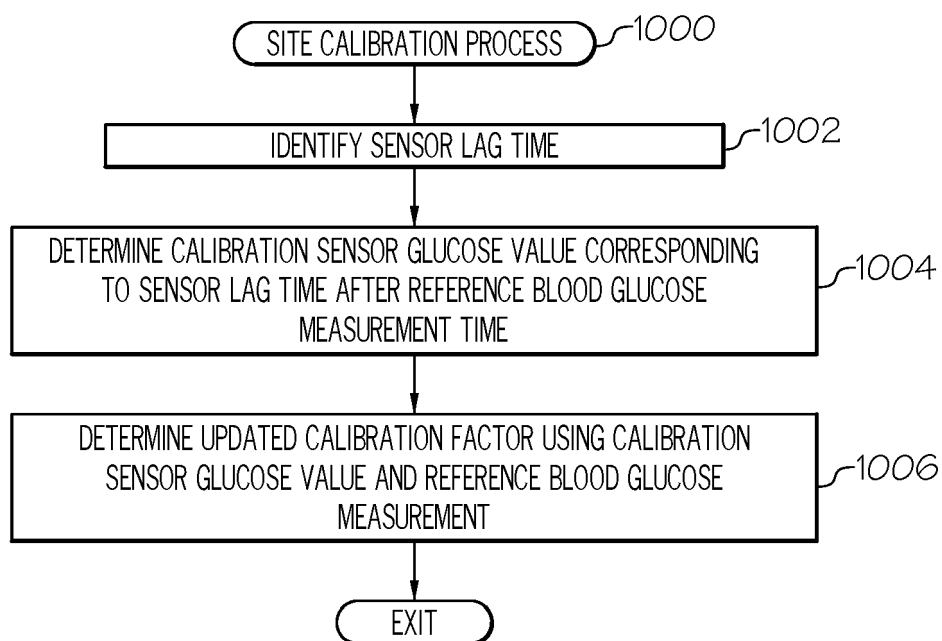 SITE CALIBRATION PROCESS
1000
IDENTIFY SENSOR LAG TIME
1002
DETERMINE CALIBRATION SENSOR GLUCOSE VALUE CORRESPONDING
TO SENSOR LAG TIME AFTER REFERENCE BLOOD GLUCOSE
MEASUREMENT TIME
1004
DETERMINE UPDATED CALIBRATION FACTOR USING CALIBRATION
SENSOR GLUCOSE VALUE AND REFERENCE BLOOD GLUCOSE
MEASUREMENT
1006
EXIT